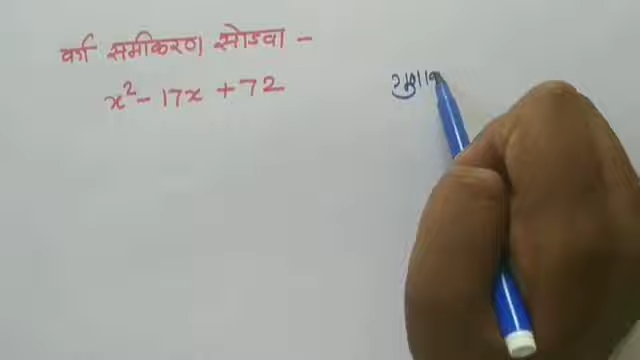 वर्ग समीकरण सोडवा -
x² - 17x + 72